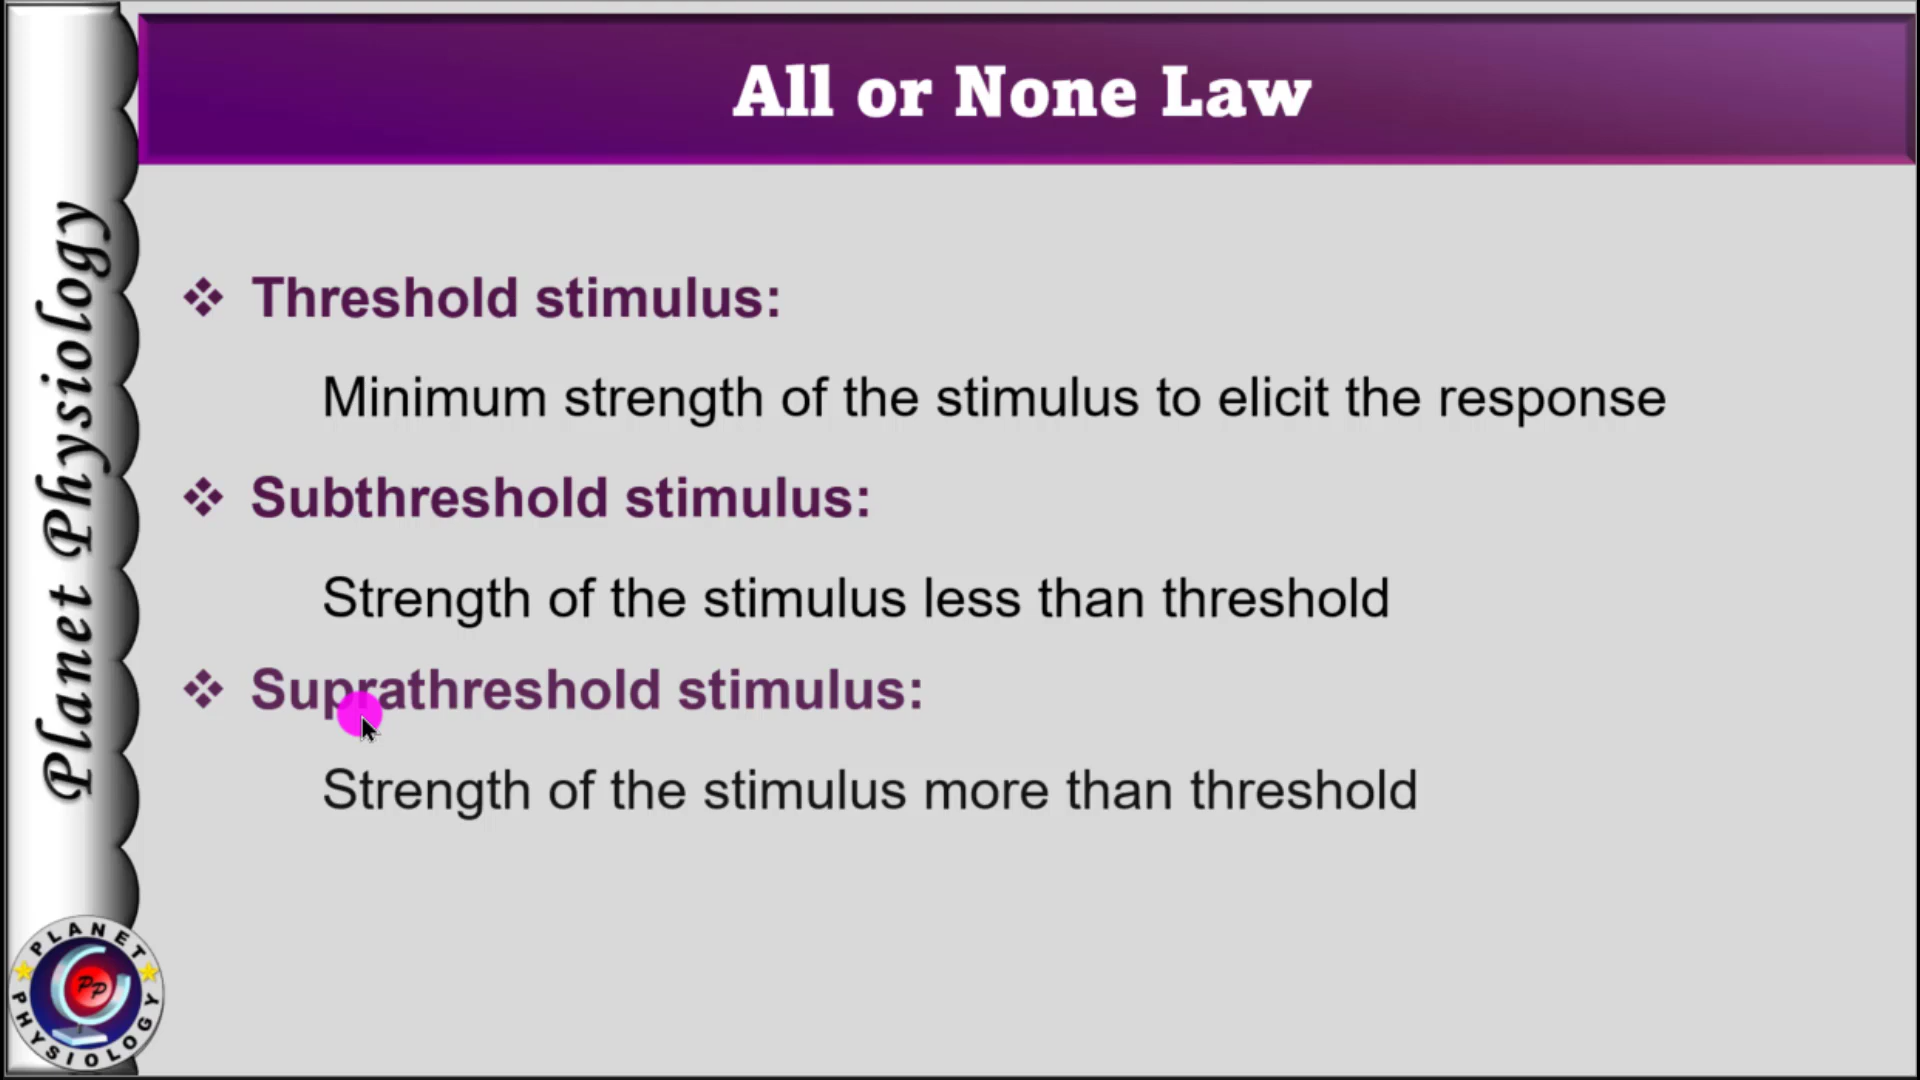 All or None Law
Planet Physiology
❖ Threshold stimulus:
Minimum strength of the stimulus to elicit the response
❖ Subthreshold stimulus:
Strength of the stimulus less than threshold
❖ Suprathreshold stimulus:
Strength of the stimulus more than threshold
PLANET
PP
PHYSIOLOGY